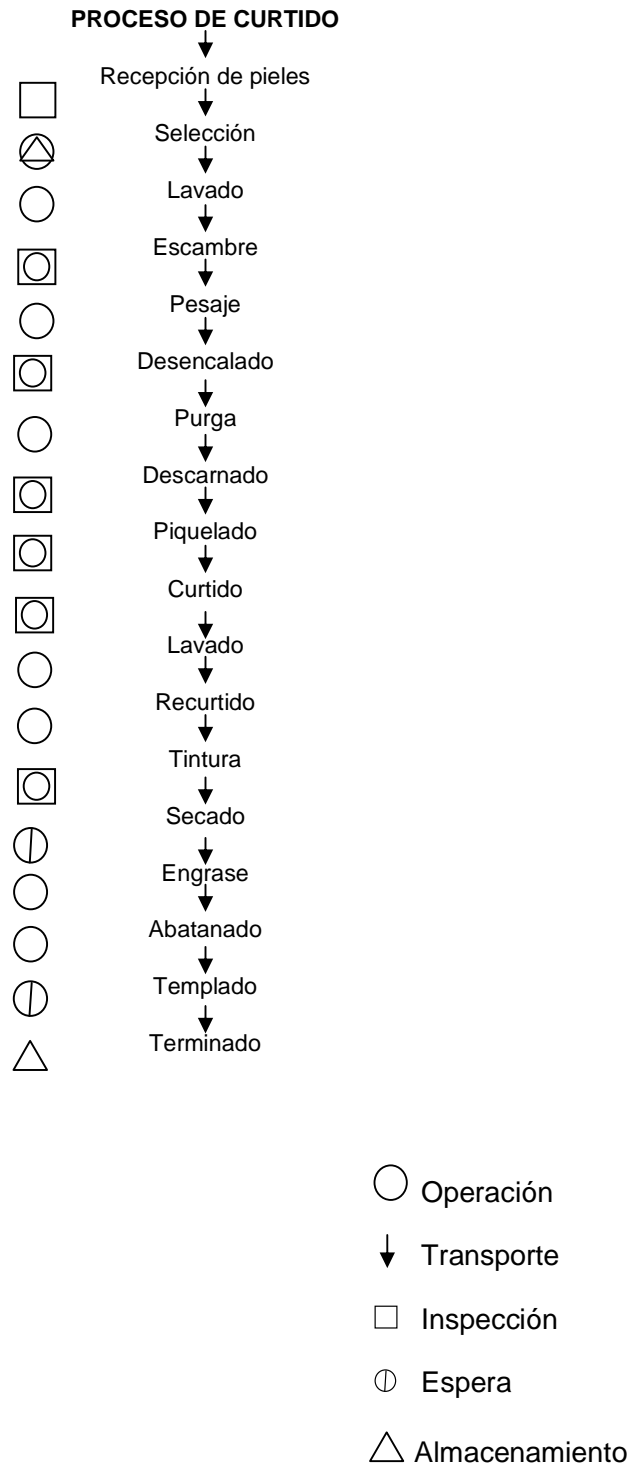 PROCESO DE CURTIDO
Recepción de pieles
Selección
Lavado
Escambre
Pesaje
Desencalado
Purga
Descarnado
Piquelado
Curtido
Lavado
Recurtido
Tintura
Secado
Engrase
Abatanado
Templado
Terminado
Operación
Transporte
Inspección
Espera
Almacenamiento